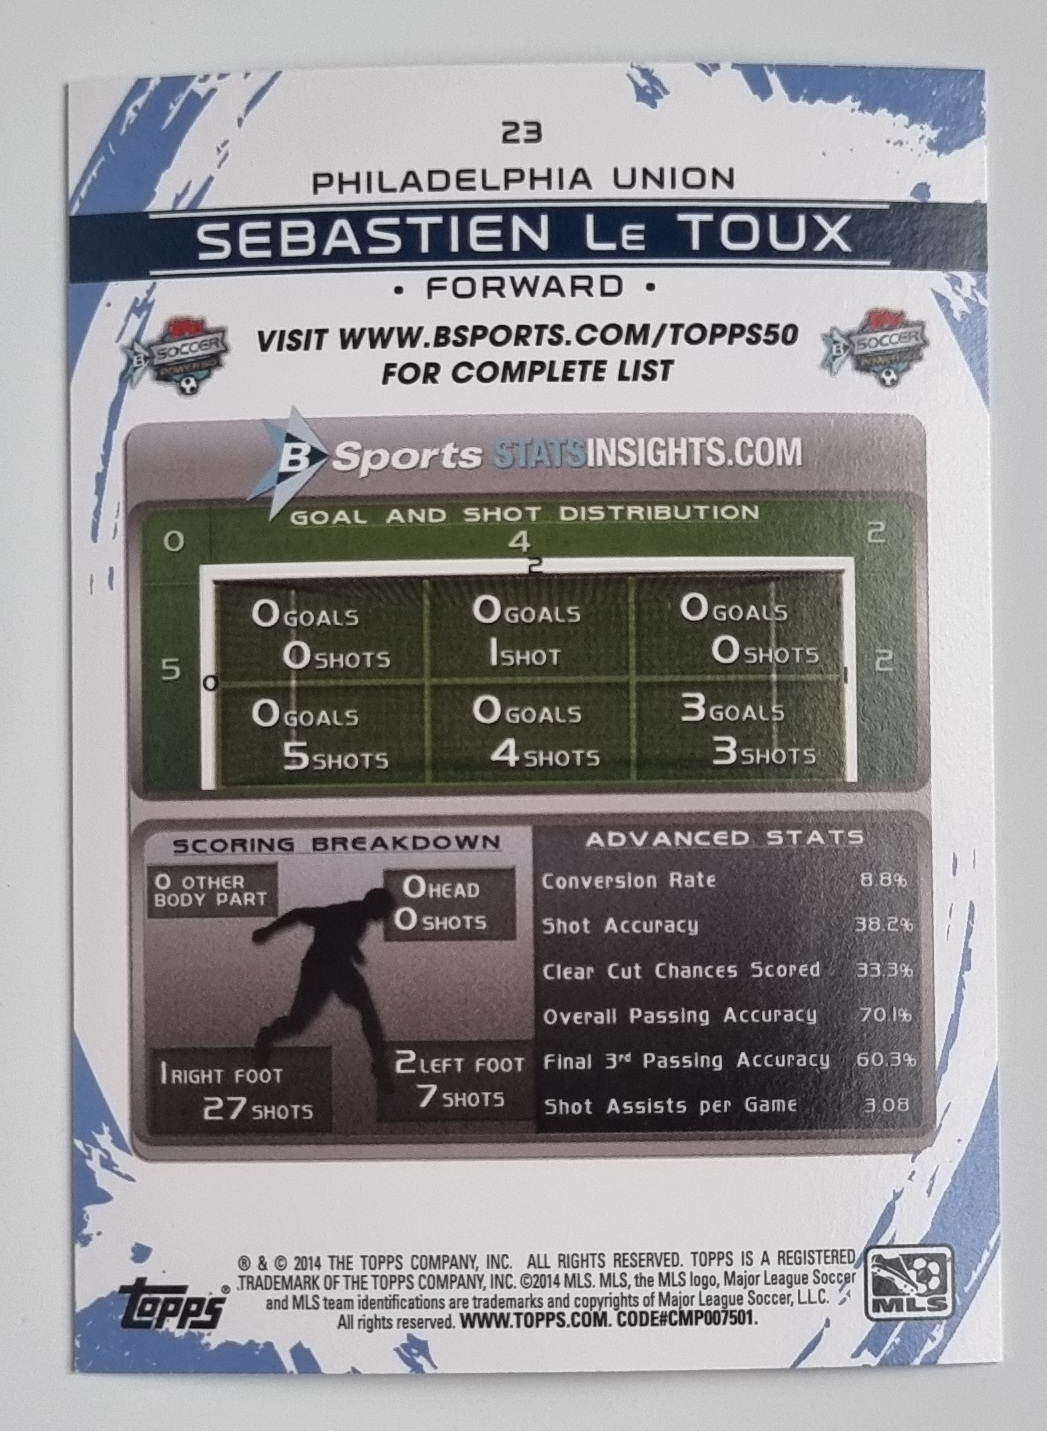 23
PHILADELPHIA UNION
SEBASTIEN LE TOUX
• FORWARD •
VISIT WWW.BSPORTS.COM/TOPPS50
FOR COMPLETE LIST
Topps
B SOCCER
POWER 50
Topps
B SOCCER
B Sports STATSINSIGHTS.COM
GOAL AND SHOT DISTRIBUTION
0 4 2
2
0 GOALS 0 GOALS 0 GOALS
0 SHOTS 1 SHOT 0 SHOTS
5 0 1 2
0 GOALS 0 GOALS 3 GOALS
5 SHOTS 4 SHOTS 3 SHOTS
SCORING BREAKDOWN
0 OTHER
BODY PART
0 HEAD
0 SHOTS
1 RIGHT FOOT
27 SHOTS
2 LEFT FOOT
7 SHOTS
ADVANCED STATS
Conversion Rate 8.8%
Shot Accuracy 38.2%
Clear Cut Chances Scored 33.3%
Overall Passing Accuracy 70.1%
Final 3rd Passing Accuracy 60.3%
Shot Assists per Game 3.08
® & © 2014 THE TOPPS COMPANY, INC. ALL RIGHTS RESERVED. TOPPS IS A REGISTERED
TRADEMARK OF THE TOPPS COMPANY, INC. ©2014 MLS. MLS, the MLS logo, Major League Soccer
and MLS team identifications are trademarks and copyrights of Major League Soccer, L.L.C.
All rights reserved. WWW.TOPPS.COM. CODE#CMP007501.
Topps®
MLS